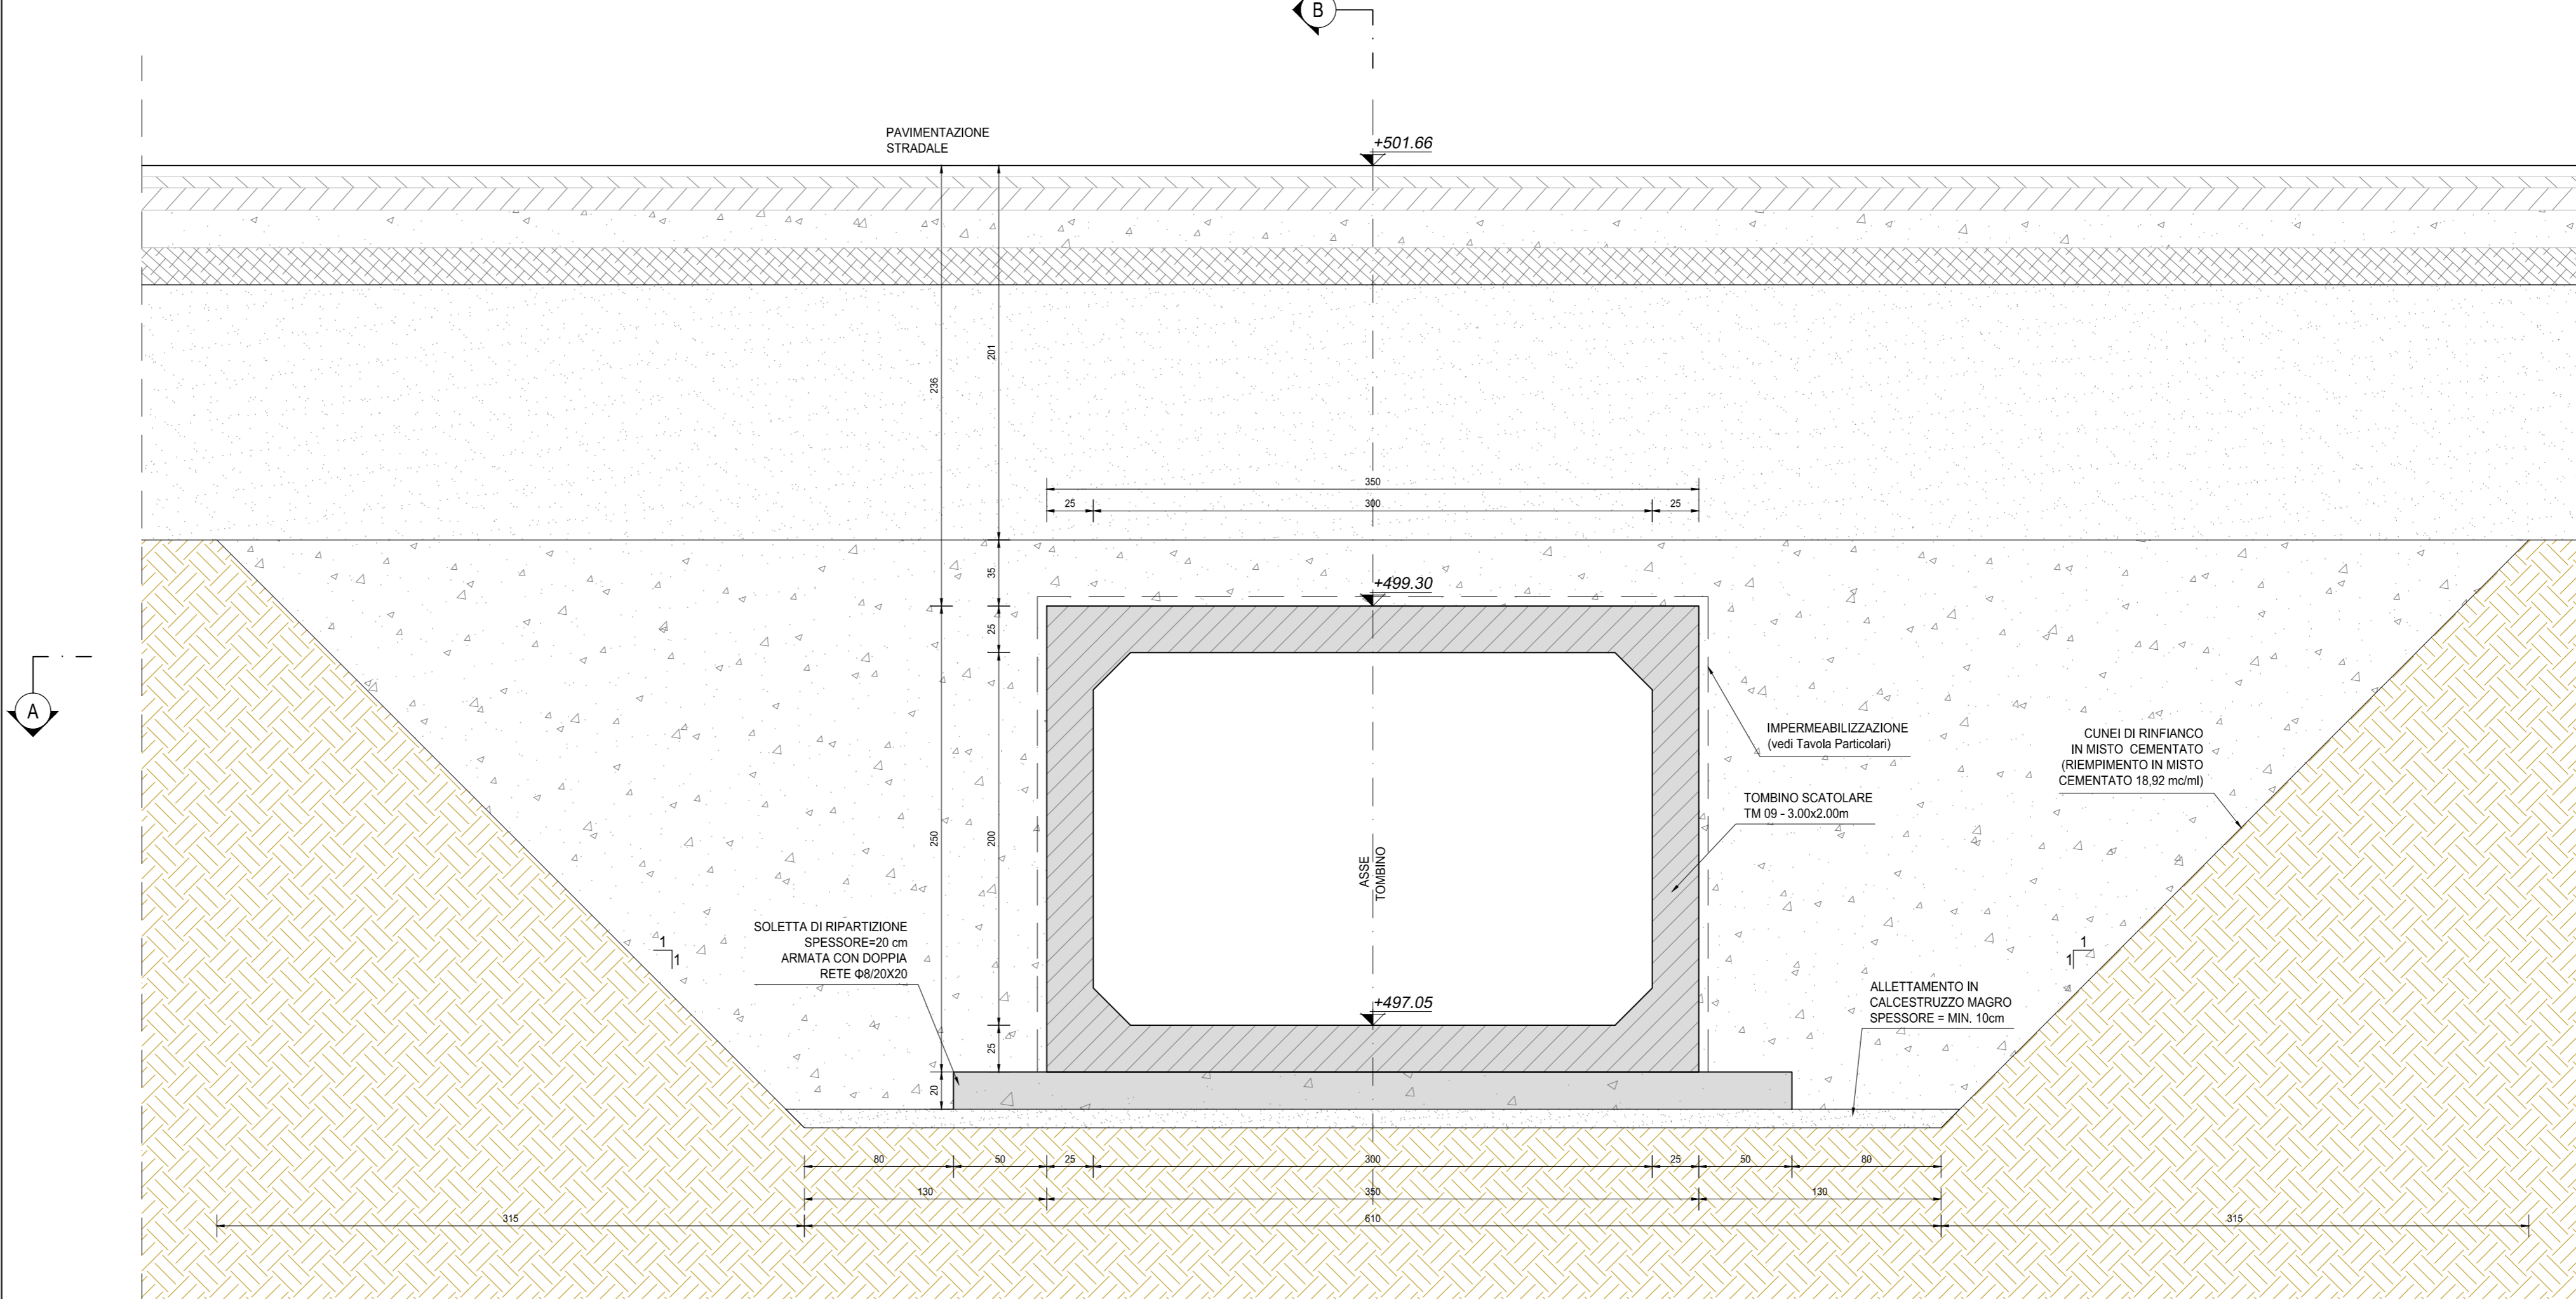 B
PAVIMENTAZIONE
STRADALE
+501.66
201
236
350
25
300
25
35
+499.30
25
A
IMPERMEABILIZZAZIONE
(vedi Tavola Particolari)
CUNEI DI RINFIANCO
IN MISTO CEMENTATO
(RIEMPIMENTO IN MISTO
CEMENTATO 18,92 mc/ml)
TOMBINO SCATOLARE
TM 09 - 3.00x2.00m
250
200
ASSE
TOMBINO
SOLETTA DI RIPARTIZIONE
SPESSORE=20 cm
ARMATA CON DOPPIA
RETE Φ8/20X20
1
1
1
1
ALLETTAMENTO IN
CALCESTRUZZO MAGRO
SPESSORE = MIN. 10cm
+497.05
25
20
80
50
25
300
25
50
80
130
350
130
315
610
315